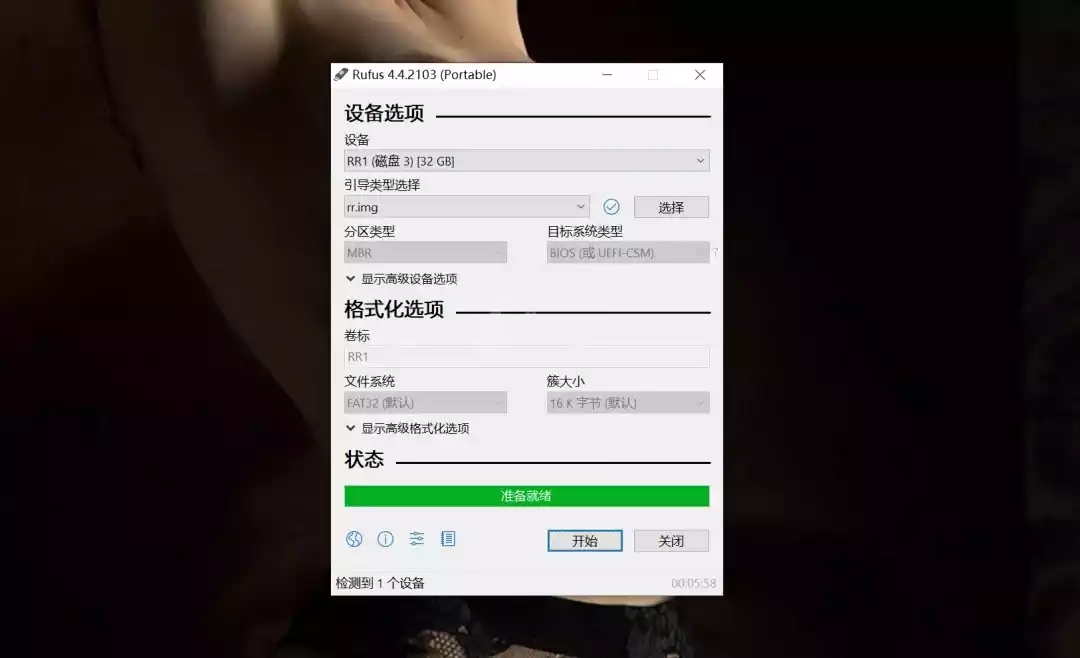 Rufus 4.4.2103 (Portable)
设备选项
设备
RR1 (磁盘 3) [32 GB]
引导类型选择
rr.img
选择
分区类型
目标系统类型
MBR
BIOS (或 UEFI-CSM)
?
显示高级设备选项
格式化选项
卷标
RR1
文件系统
簇大小
FAT32 (默认)
16 K 字节 (默认)
显示高级格式化选项
状态
准备就绪
开始
关闭
检测到 1 个设备
00:05:58